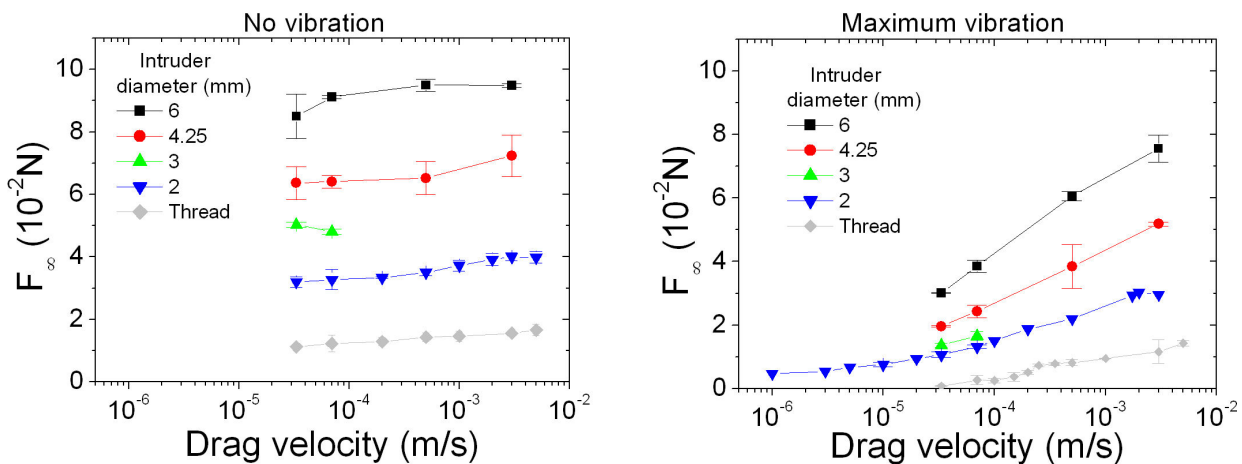 No vibration
Intruder
diameter (mm)
6
4.25
3
2
Thread
F∞ (10⁻²N)
10
8
6
4
2
0
10⁻⁶ 10⁻⁵ 10⁻⁴ 10⁻³ 10⁻²
Drag velocity (m/s)
Maximum vibration
Intruder
diameter (mm)
6
4.25
3
2
Thread
F∞ (10⁻²N)
10
8
6
4
2
0
10⁻⁶ 10⁻⁵ 10⁻⁴ 10⁻³ 10⁻²
Drag velocity (m/s)